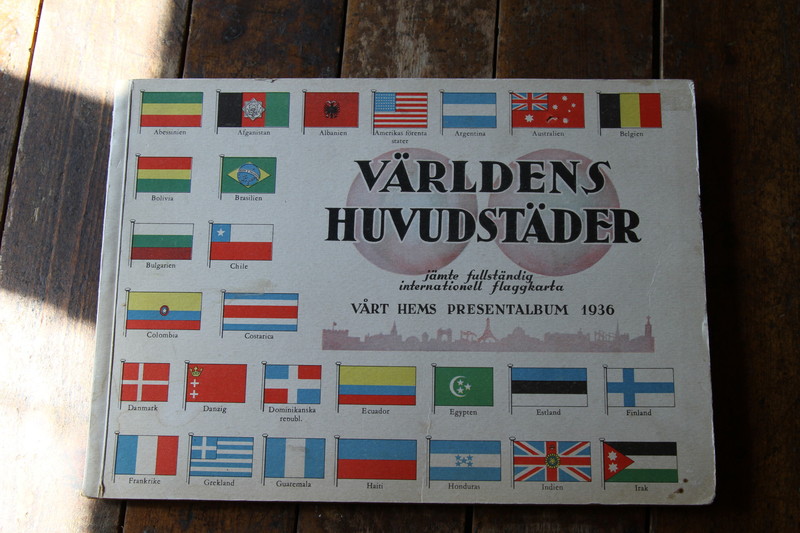 Abessinien Afganistan Albanien Amerikas förenta Argentina Australien Belgien
stater
VÄRLDENS
HUVUDSTÄDER
jämte fullständig
internationell flaggkarta
VÅRT HEMS PRESENTALBUM 1936
Bolivia Brasilien
Bulgarien Chile
Colombia Costarica
Danmark Danzig Dominikanska Ecuador Egypten Estland Finland
republ.
Frankrike Grekland Guatemala Haiti Honduras Indien Irak